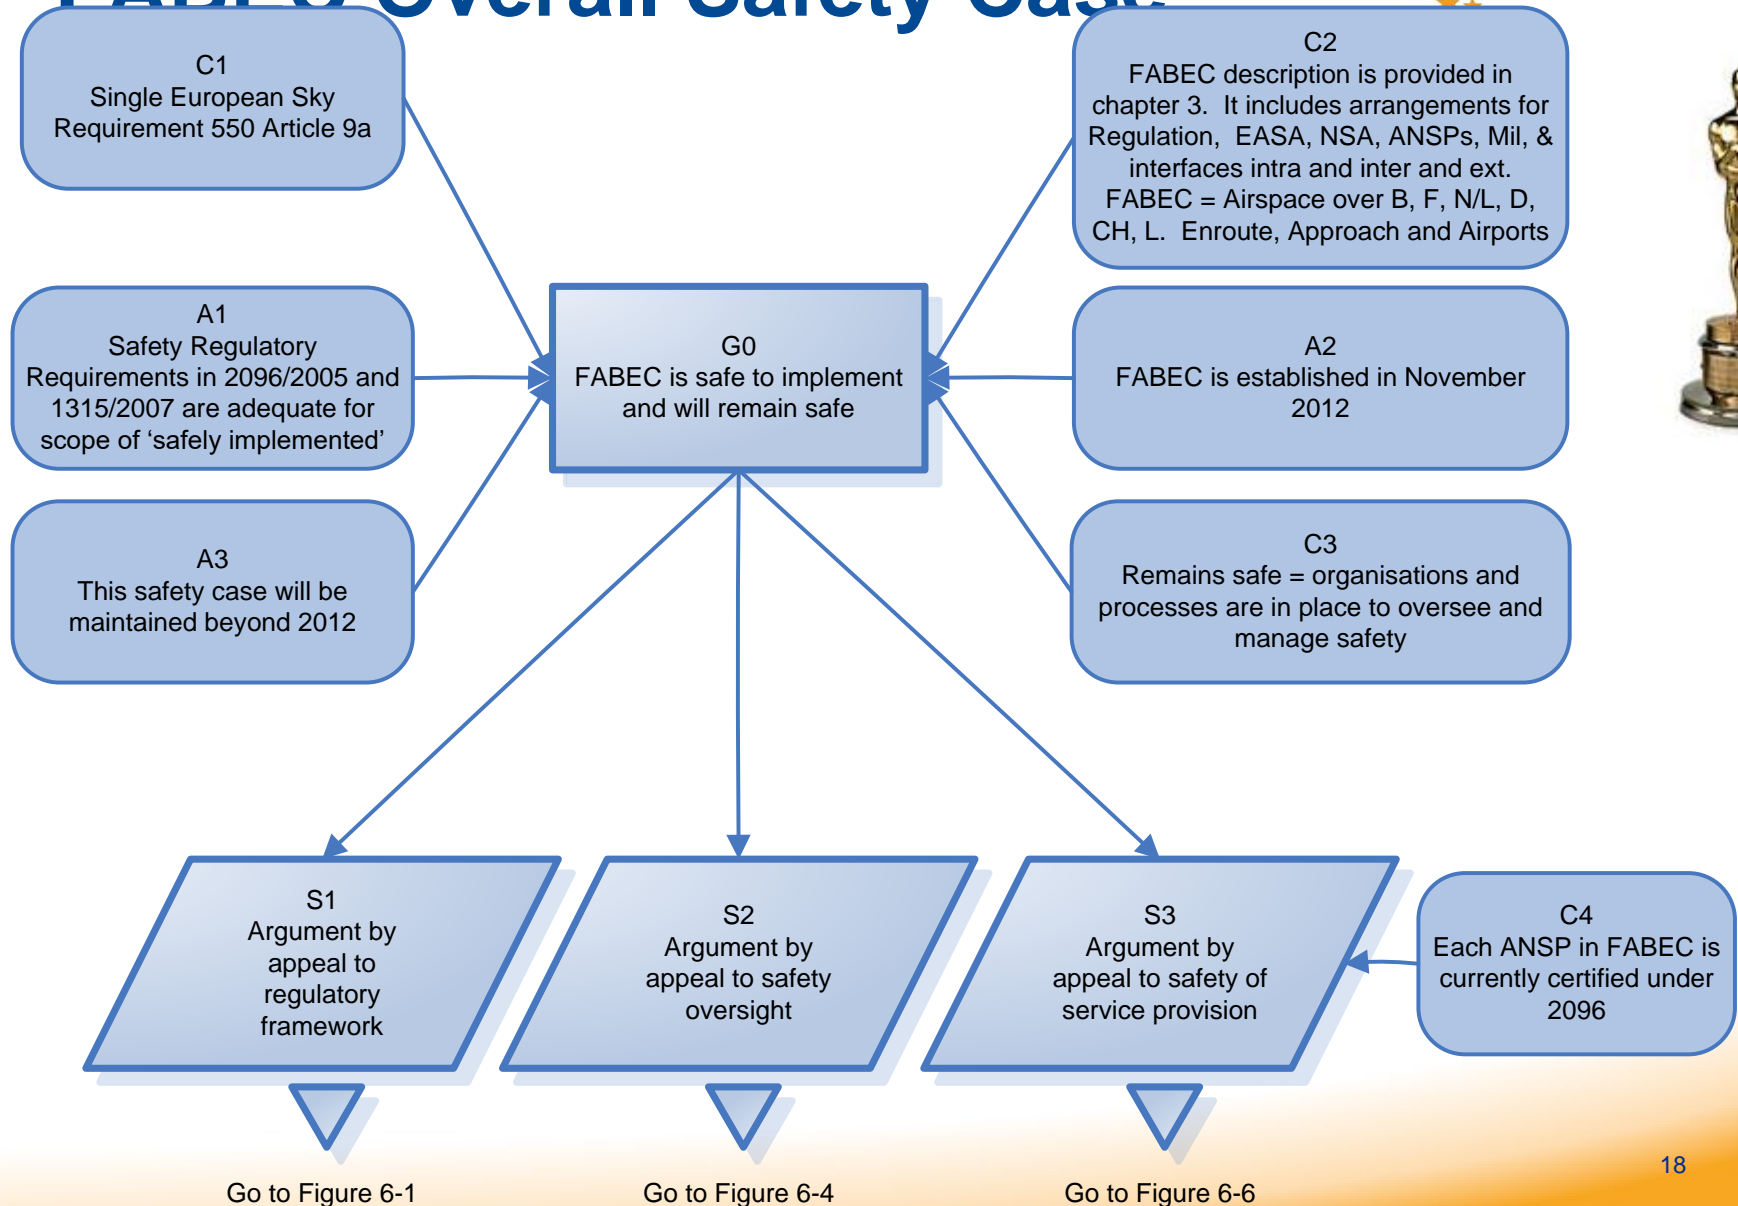 FABEC Overall Safety Case
C1
Single European Sky
Requirement 550 Article 9a
C2
FABEC description is provided in
chapter 3. It includes arrangements for
Regulation, EASA, NSA, ANSPs, Mil, &
interfaces intra and inter and ext.
FABEC = Airspace over B, F, N/L, D,
CH, L. Enroute, Approach and Airports
A1
Safety Regulatory
Requirements in 2096/2005 and
1315/2007 are adequate for
scope of ‘safely implemented’
G0
FABEC is safe to implement
and will remain safe
A2
FABEC is established in November
2012
A3
This safety case will be
maintained beyond 2012
C3
Remains safe = organisations and
processes are in place to oversee and
manage safety
S1
Argument by
appeal to
regulatory
framework
S2
Argument by
appeal to safety
oversight
S3
Argument by
appeal to safety of
service provision
C4
Each ANSP in FABEC is
currently certified under
2096
Go to Figure 6-1
Go to Figure 6-4
Go to Figure 6-6
18